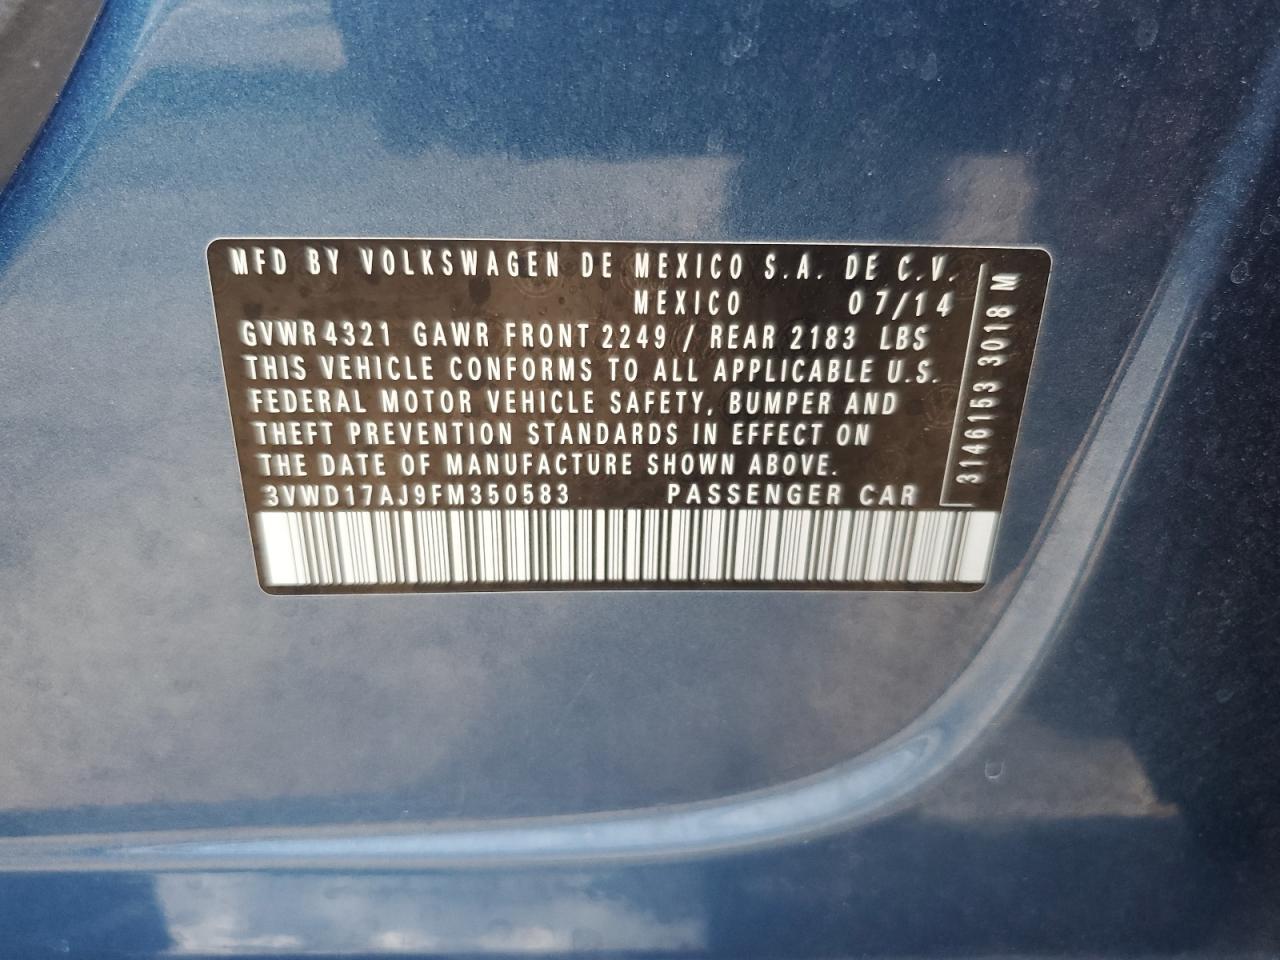 MFD BY VOLKSWAGEN DE MEXICO S.A. DE C.V.
MEXICO 07/14
GVWR 4321 GAWR FRONT 2249 / REAR 2183 LBS
THIS VEHICLE CONFORMS TO ALL APPLICABLE U.S.
FEDERAL MOTOR VEHICLE SAFETY, BUMPER AND
THEFT PREVENTION STANDARDS IN EFFECT ON
THE DATE OF MANUFACTURE SHOWN ABOVE.
3VWD17AJ9FM350583 PASSENGER CAR
3146153 3018 M